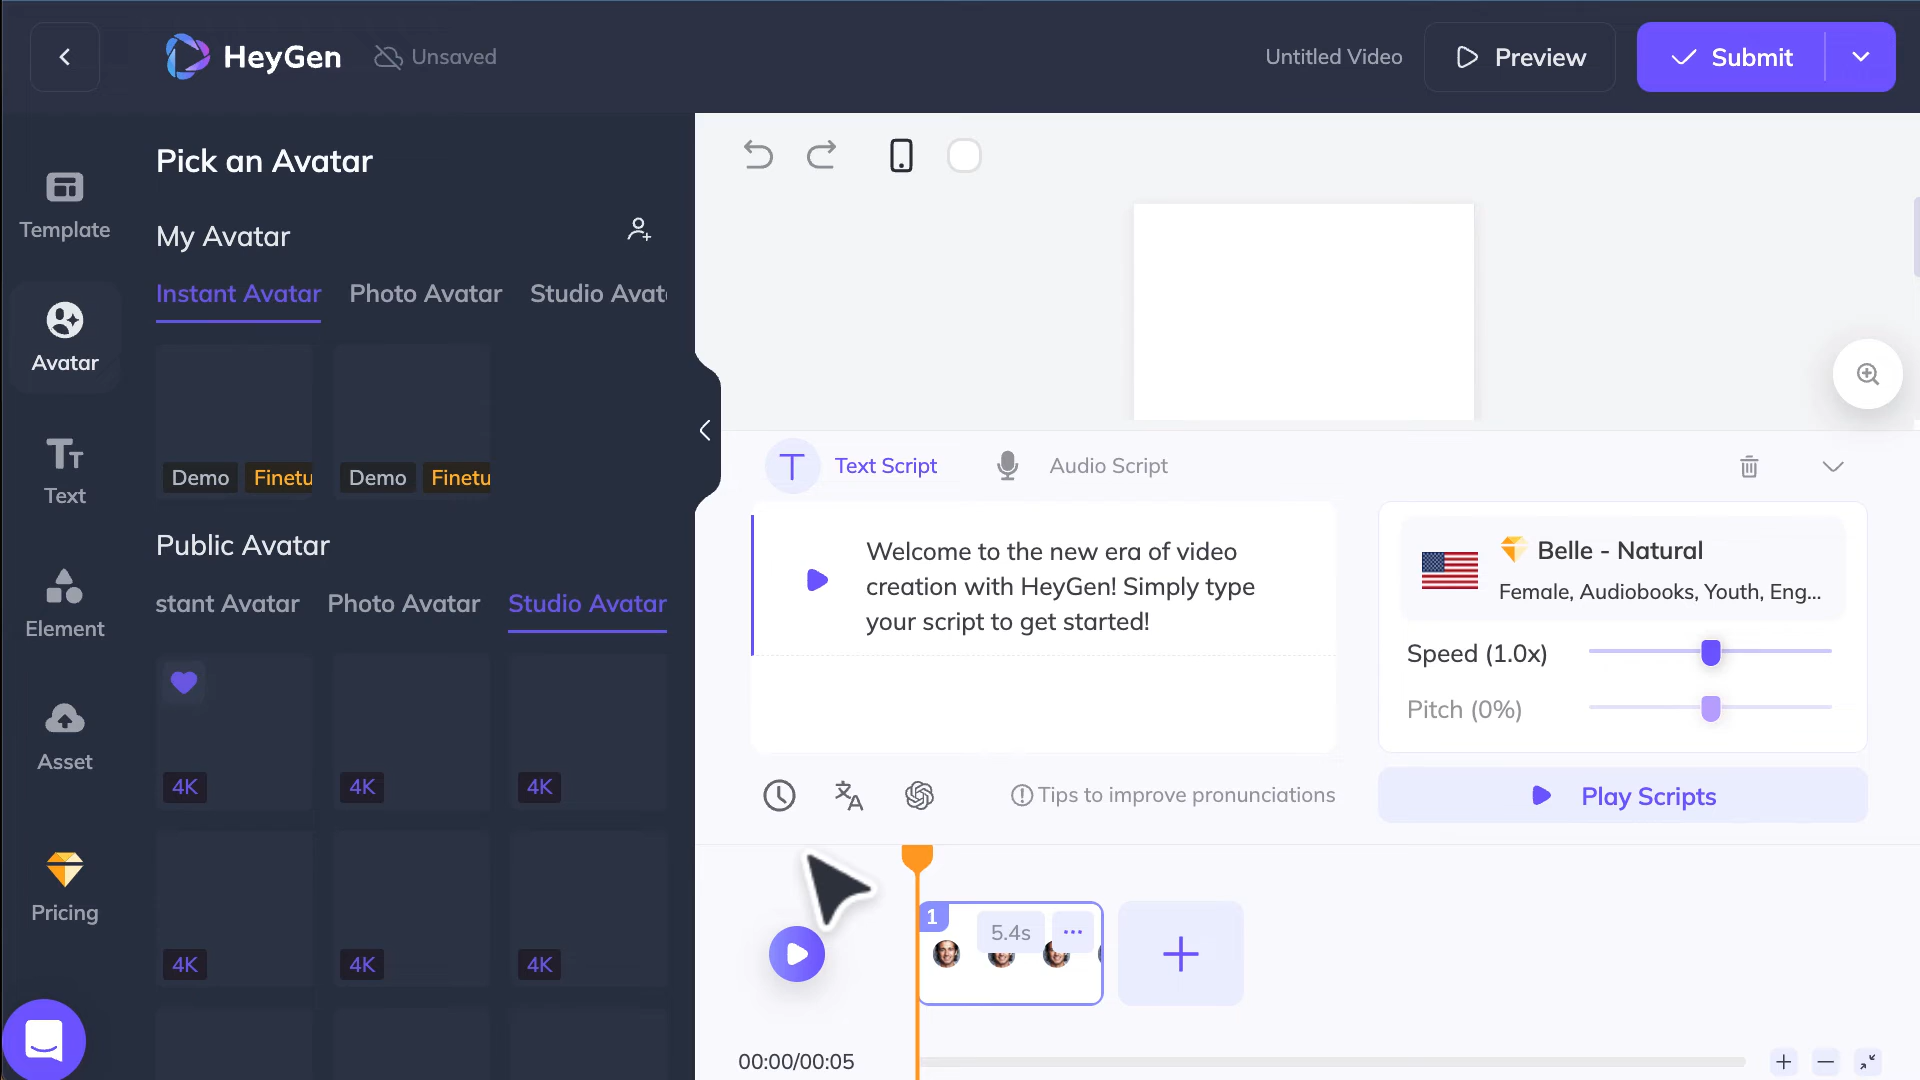 HeyGen
Unsaved
Untitled Video
Preview
Submit
Template
Avatar
Text
Element
Asset
Pricing
Pick an Avatar
My Avatar
Instant Avatar
Photo Avatar
Studio Avat
Demo
Finetu
Demo
Finetu
Public Avatar
stant Avatar
Photo Avatar
Studio Avatar
4K
4K
4K
4K
4K
4K
T
Text Script
Audio Script
Welcome to the new era of video
creation with HeyGen! Simply type
your script to get started!
Tips to improve pronunciations
Belle - Natural
Female, Audiobooks, Youth, Eng...
Speed (1.0x)
Pitch (0%)
Play Scripts
1
5.4s
00:00/00:05